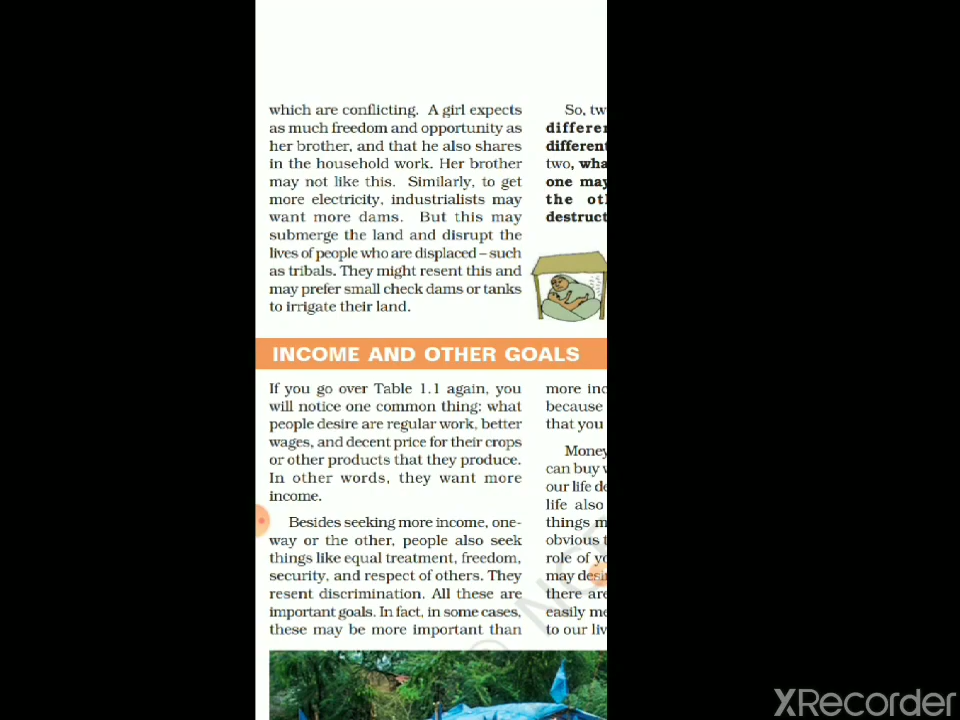 which are conflicting. A girl expects
as much freedom and opportunity as
her brother, and that he also shares
in the household work. Her brother
may not like this. Similarly, to get
more electricity, industrialists may
want more dams. But this may
submerge the land and disrupt the
lives of people who are displaced – such
as tribals. They might resent this and
may prefer small check dams or tanks
to irrigate their land.
So, tw
differe
different
two, wha
one may
the ot
destruct
INCOME AND OTHER GOALS
If you go over Table 1.1 again, you
will notice one common thing: what
people desire are regular work, better
wages, and decent price for their crops
or other products that they produce.
In other words, they want more
income.
Besides seeking more income, one-
way or the other, people also seek
things like equal treatment, freedom,
security, and respect of others. They
resent discrimination. All these are
important goals. In fact, in some cases,
these may be more important than
more inc
because
that you
Money
can buy
our life de
life also
things m
obvious t
role of yo
may desi
there are
easily me
to our liv
XRecorder